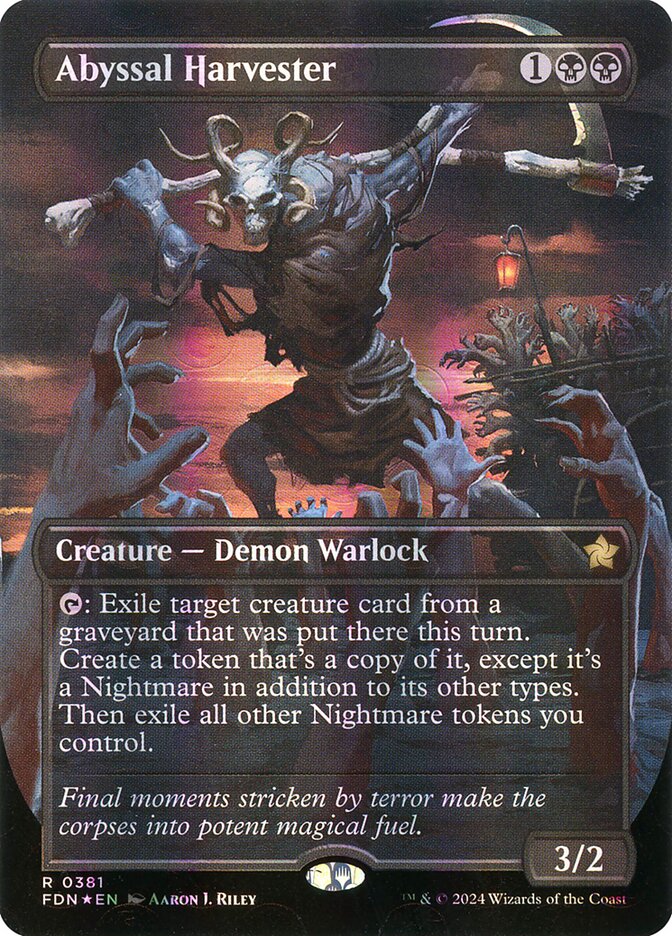 Abyssal Harvester 1
Creature — Demon Warlock
: Exile target creature card from a
graveyard that was put there this turn.
Create a token that's a copy of it, except it's
a Nightmare in addition to its other types.
Then exile all other Nightmare tokens you
control.
Final moments stricken by terror make the
corpses into potent magical fuel.
3/2
R 0381
FDN★EN Aaron J. Riley
™ & © 2024 Wizards of the Coast